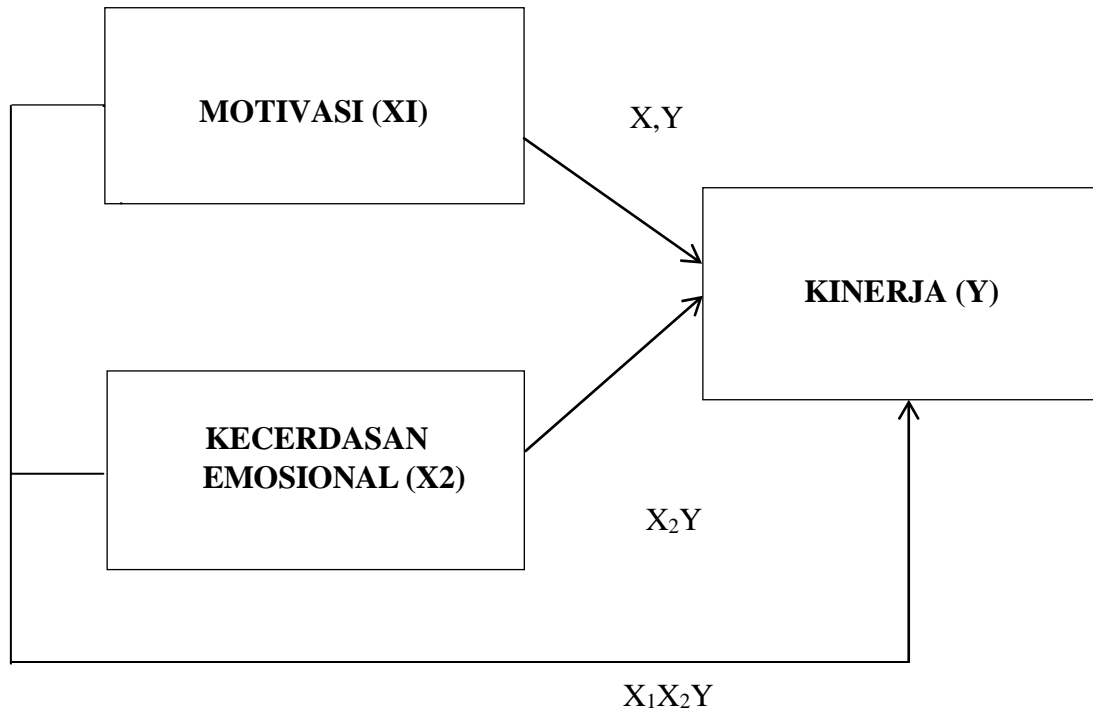 MOTIVASI (XI)
X,Y
KINERJA (Y)
KECERDASAN
EMOSIONAL (X2)
X₂Y
X₁X₂Y